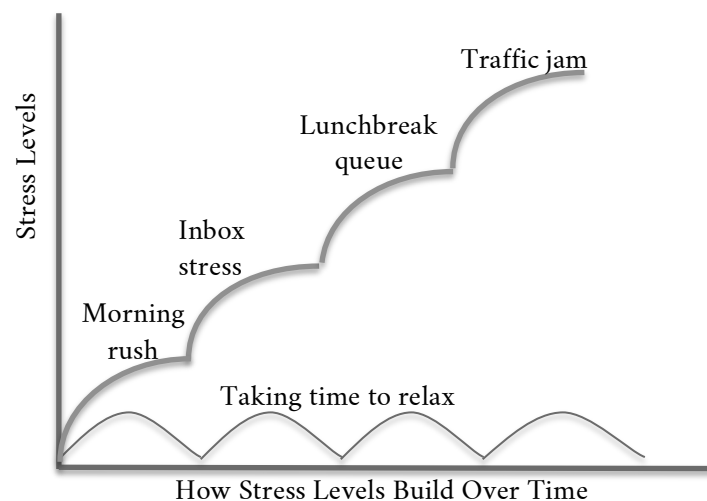 Traffic jam
Lunchbreak
queue
Stress Levels
Inbox
stress
Morning
rush
Taking time to relax
How Stress Levels Build Over Time